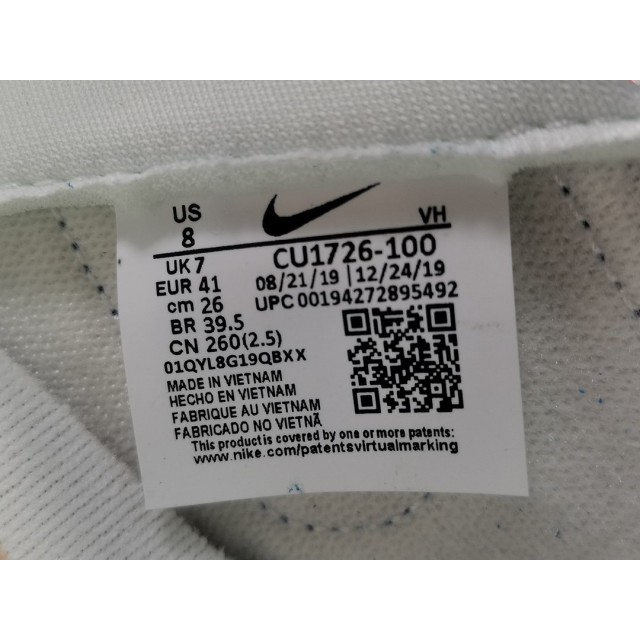 US
8
VH
UK 7
CU1726-100
EUR 41
08/21/19 | 12/24/19
cm 26
UPC 00194272895492
BR 39.5
CN 260(2.5)
01QYL8G19QBXX
MADE IN VIETNAM
HECHO EN VIETNAM
FABRIQUE AU VIETNAM
FABRICADO NO VIETNÃ
This product is covered by one or more patents:
www.nike.com/patentsvirtualmarking